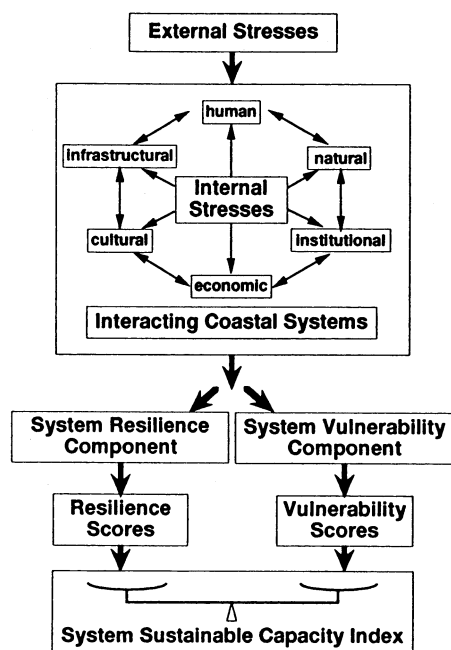 External Stresses
human
infrastructural
natural
Internal
Stresses
cultural
institutional
economic
Interacting Coastal Systems
System Resilience
Component
System Vulnerability
Component
Resilience
Scores
Vulnerability
Scores
System Sustainable Capacity Index